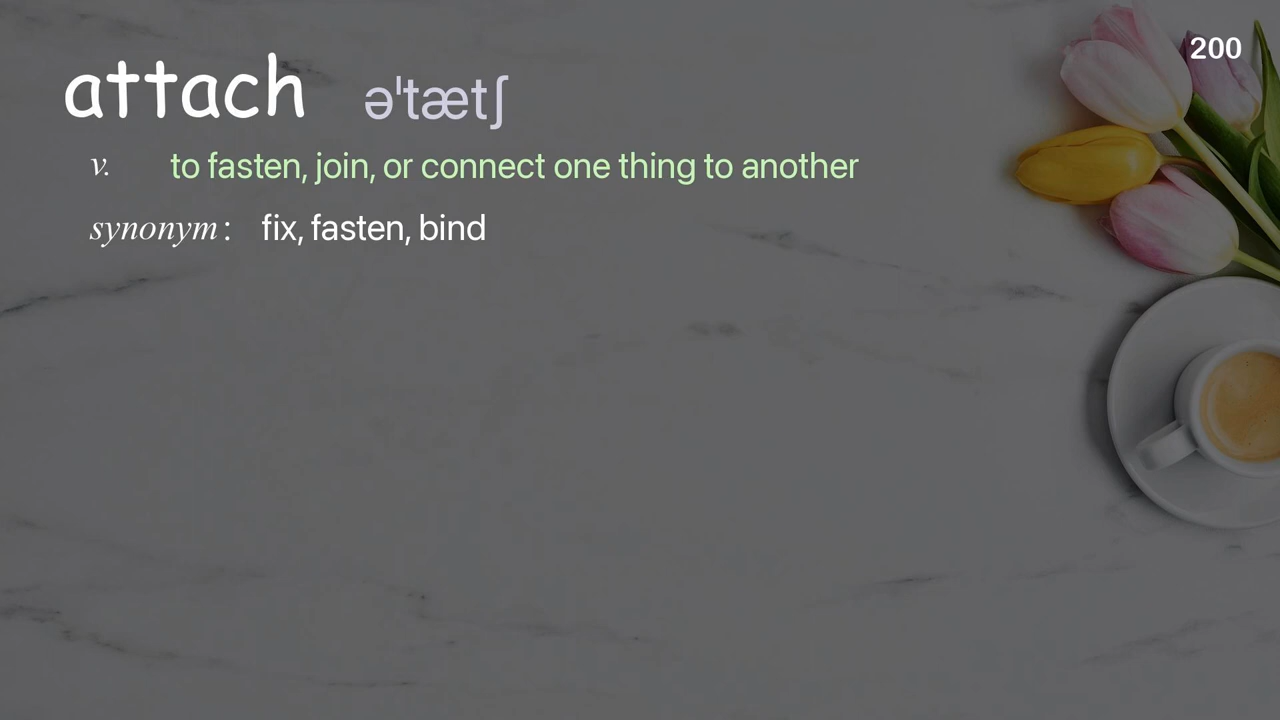 200
attach əˈtætʃ
v. to fasten, join, or connect one thing to another
synonym : fix, fasten, bind